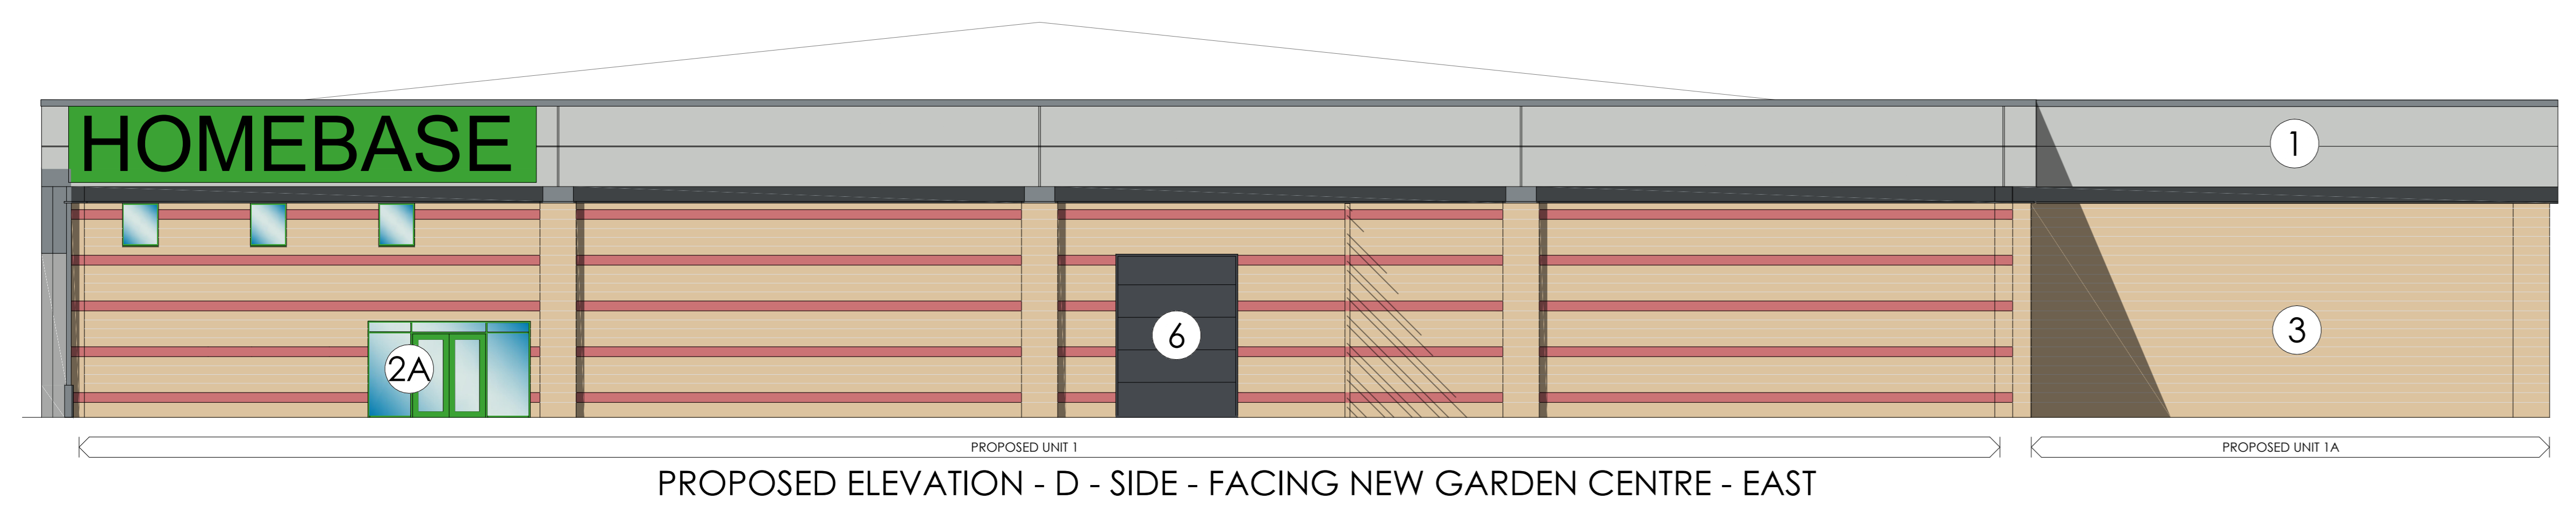 HOMEBASE
1
2A
6
3
PROPOSED UNIT 1
PROPOSED UNIT 1A
PROPOSED ELEVATION - D - SIDE - FACING NEW GARDEN CENTRE - EAST